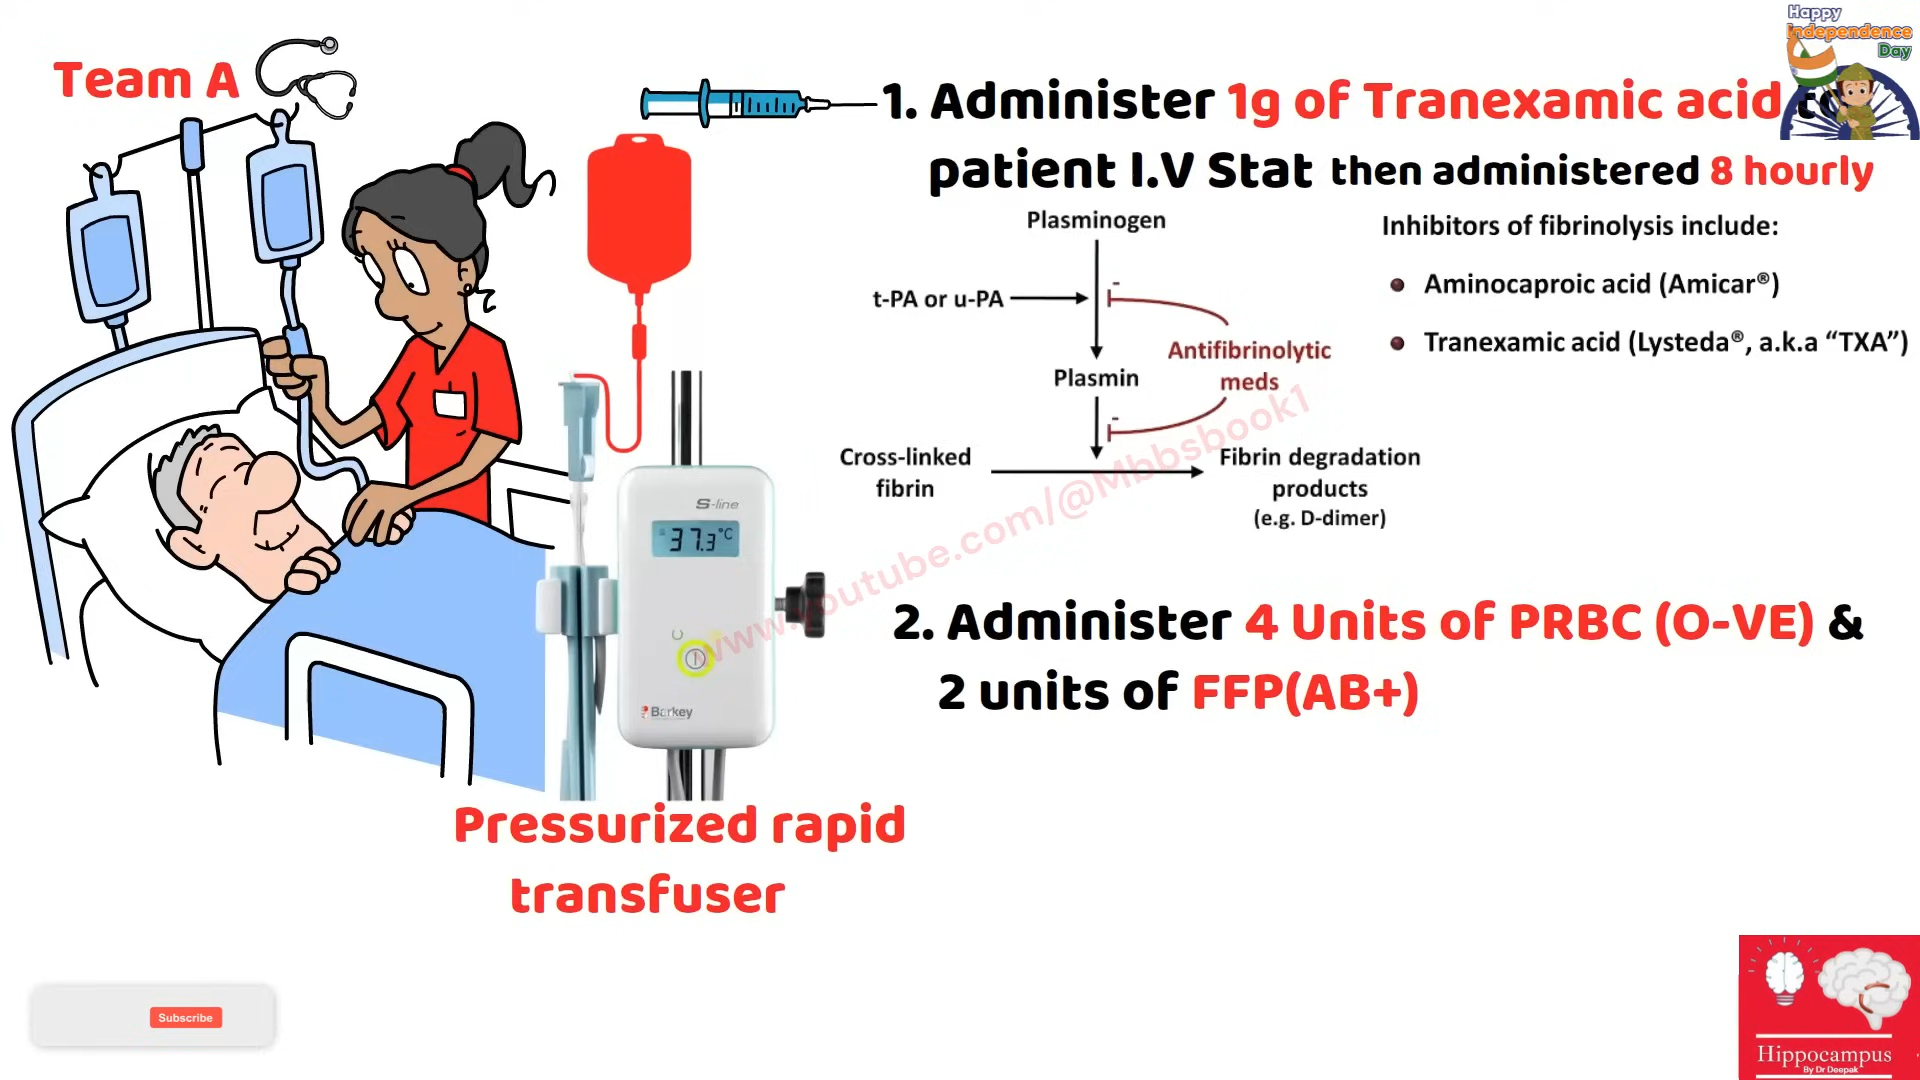 Happy
Independence
Day
Team A
1. Administer 1g of Tranexamic acid
patient I.V Stat then administered 8 hourly
Plasminogen
t-PA or u-PA
-
Antifibrinolytic
meds
Plasmin
-
Cross-linked
fibrin
Fibrin degradation
products
(e.g. D-dimer)
Inhibitors of fibrinolysis include:
• Aminocaproic acid (Amicar®)
• Tranexamic acid (Lysteda®, a.k.a “TXA”)
www.youtube.com/@Mbbsbook1
S-line
37.3°C
Barkey
2. Administer 4 Units of PRBC (O-VE) &
2 units of FFP(AB+)
Pressurized rapid
transfuser
Subscribe
Hippocampus
By Dr Deepak